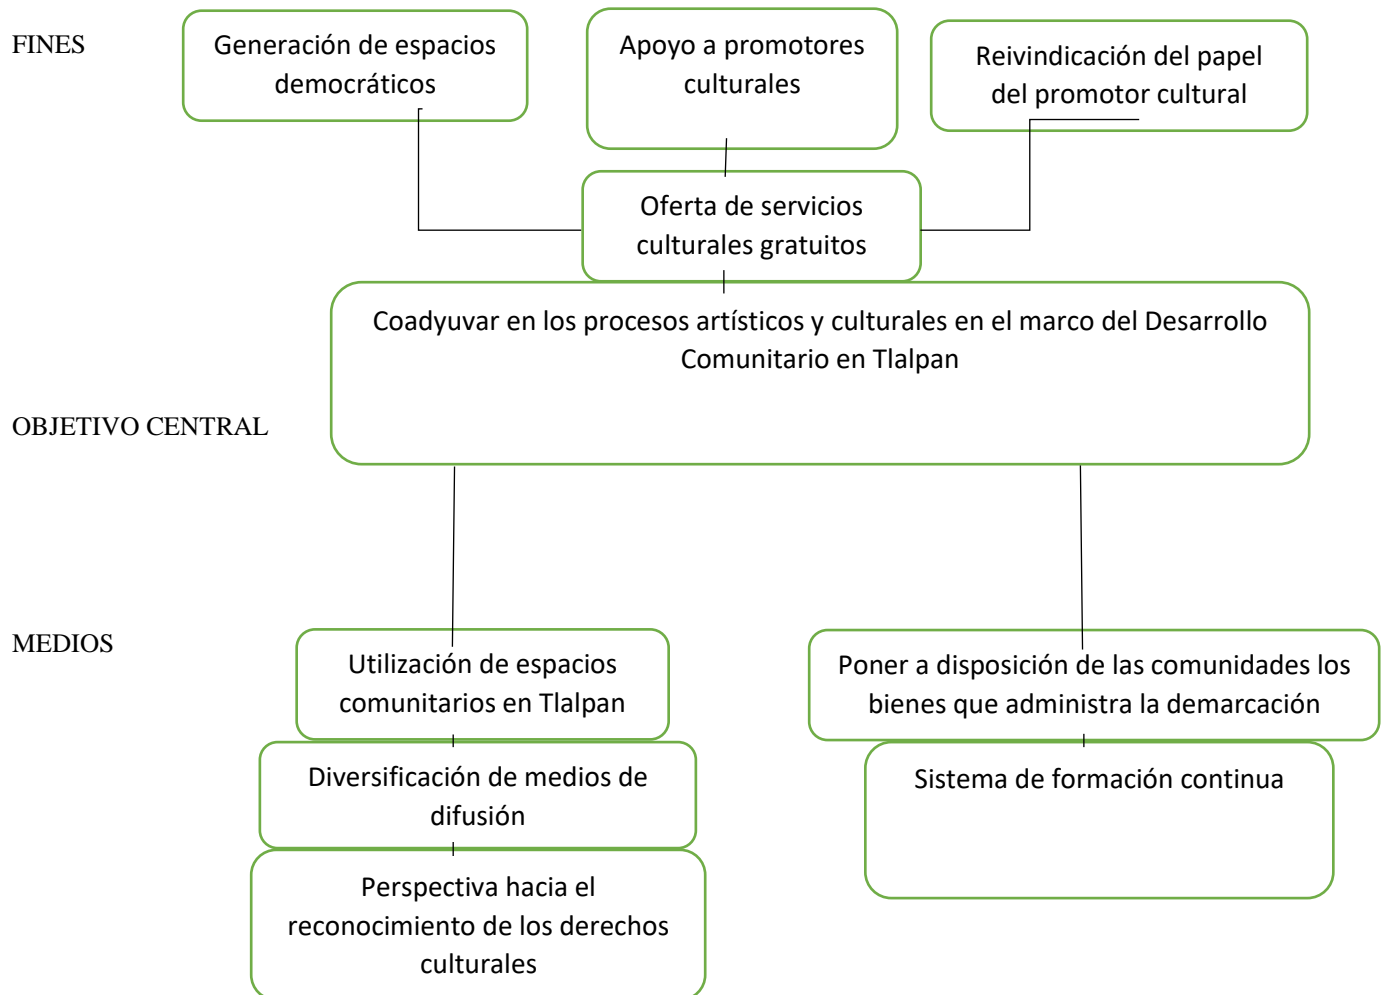 FINES
Generación de espacios
democráticos
Apoyo a promotores
culturales
Reivindicación del papel
del promotor cultural
Oferta de servicios
culturales gratuitos
Coadyuvar en los procesos artísticos y culturales en el marco del Desarrollo
Comunitario en Tlalpan
OBJETIVO CENTRAL
MEDIOS
Utilización de espacios
comunitarios en Tlalpan
Poner a disposición de las comunidades los
bienes que administra la demarcación
Diversificación de medios de
difusión
Sistema de formación continua
Perspectiva hacia el
reconocimiento de los derechos
culturales